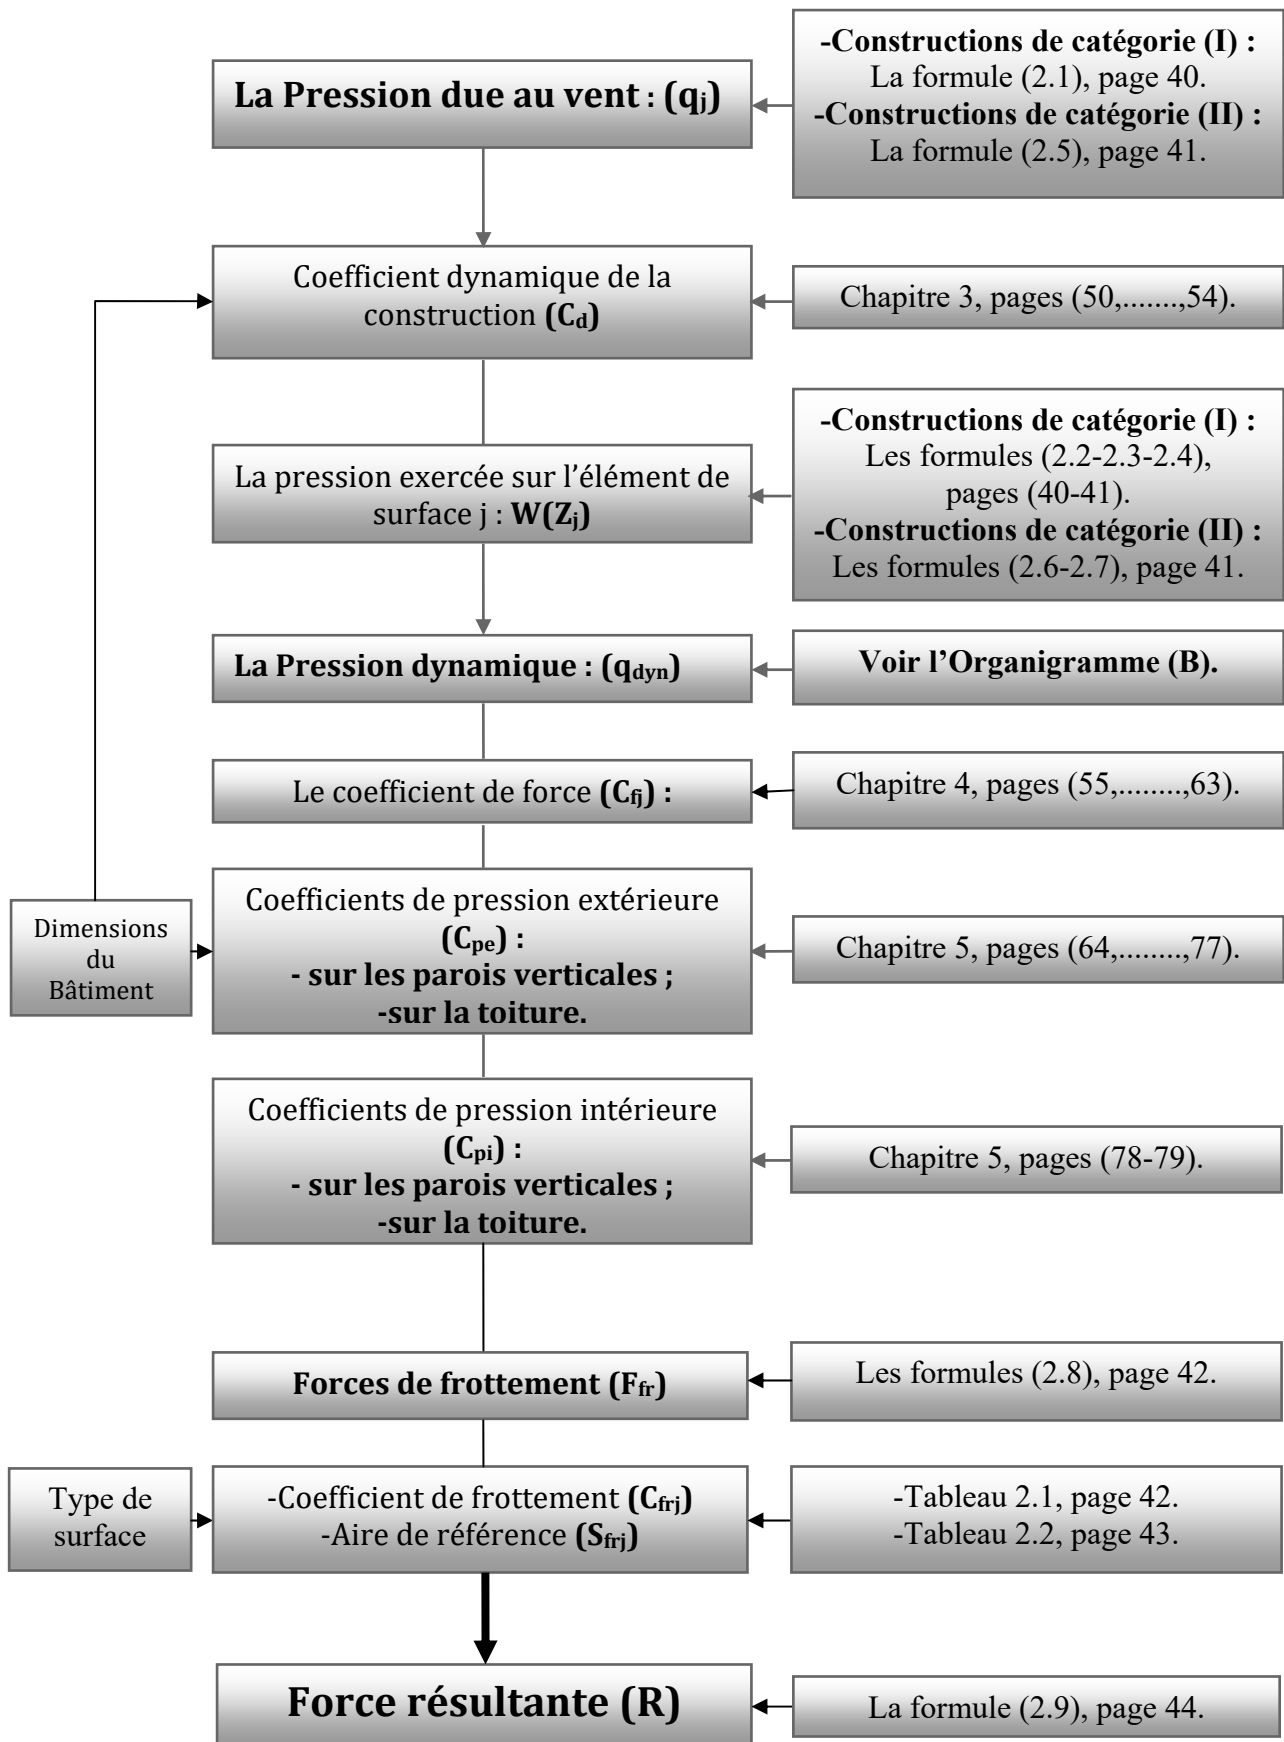 La Pression due au vent : (qj)
-Constructions de catégorie (I) :
La formule (2.1), page 40.
-Constructions de catégorie (II) :
La formule (2.5), page 41.
Coefficient dynamique de la
construction (Cd)
Chapitre 3, pages (50,.......,54).
La pression exercée sur l’élément de
surface j : W(Zj)
-Constructions de catégorie (I) :
Les formules (2.2-2.3-2.4),
pages (40-41).
-Constructions de catégorie (II) :
Les formules (2.6-2.7), page 41.
La Pression dynamique : (qdyn)
Voir l’Organigramme (B).
Le coefficient de force (Cfj) :
Chapitre 4, pages (55,........,63).
Dimensions
du
Bâtiment
Coefficients de pression extérieure
(Cpe) :
- sur les parois verticales ;
-sur la toiture.
Chapitre 5, pages (64,........,77).
Coefficients de pression intérieure
(Cpi) :
- sur les parois verticales ;
-sur la toiture.
Chapitre 5, pages (78-79).
Forces de frottement (Ffr)
Les formules (2.8), page 42.
Type de
surface
-Coefficient de frottement (Cfrj)
-Aire de référence (Sfrj)
-Tableau 2.1, page 42.
-Tableau 2.2, page 43.
Force résultante (R)
La formule (2.9), page 44.